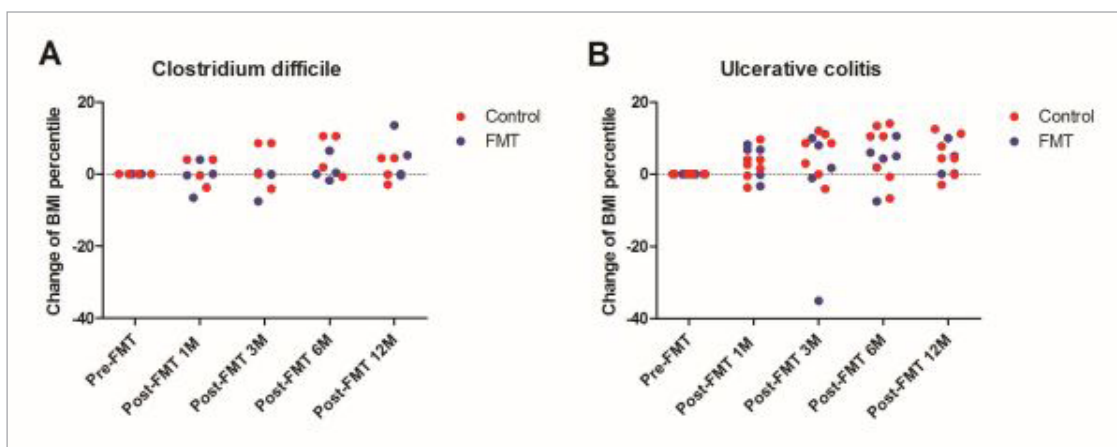 A
Clostridium difficile
Change of BMI percentile
20
0
-20
-40
Pre-FMT
Post-FMT 1M
Post-FMT 3M
Post-FMT 6M
Post-FMT 12M
Control
FMT
B
Ulcerative colitis
Change of BMI percentile
20
0
-20
-40
Pre-FMT
Post-FMT 1M
Post-FMT 3M
Post-FMT 6M
Post-FMT 12M
Control
FMT